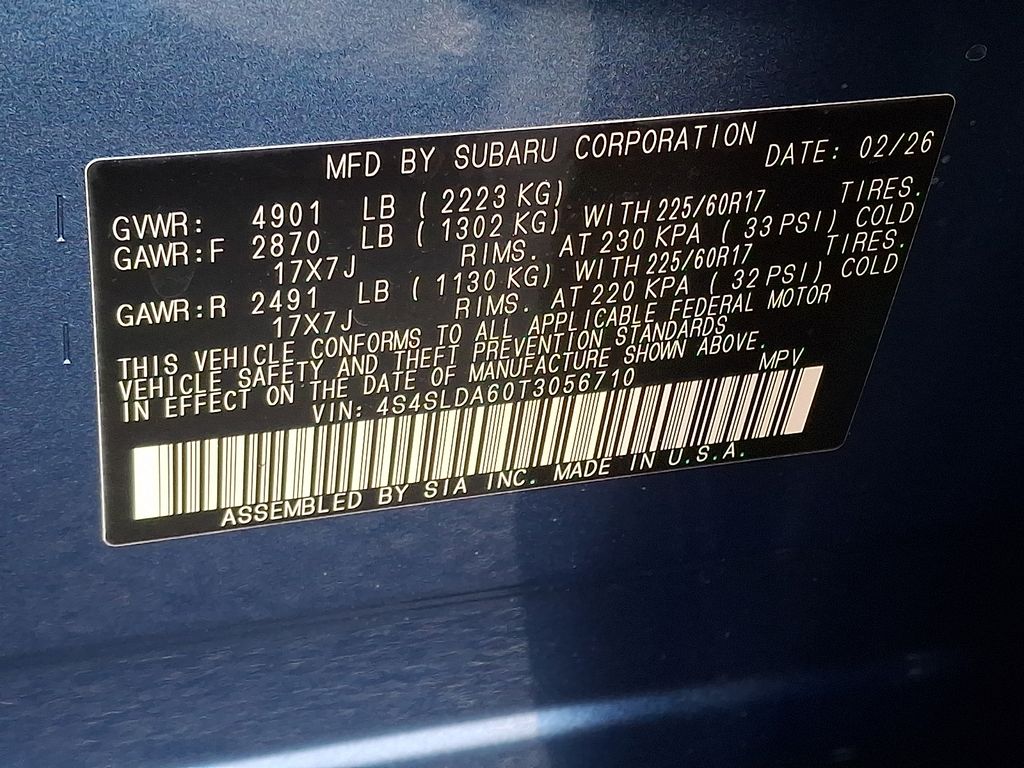 MFD BY SUBARU CORPORATION DATE: 02/26
GVWR: 4901 LB ( 2223 KG)
GAWR:F 2870 LB ( 1302 KG) WITH 225/60R17 TIRES.
17X7J RIMS. AT 230 KPA ( 33 PSI) COLD
GAWR:R 2491 LB ( 1130 KG) WITH 225/60R17 TIRES.
17X7J RIMS. AT 220 KPA ( 32 PSI) COLD
THIS VEHICLE CONFORMS TO ALL APPLICABLE FEDERAL MOTOR
VEHICLE SAFETY AND THEFT PREVENTION STANDARDS
IN EFFECT ON THE DATE OF MANUFACTURE SHOWN ABOVE.
VIN: 4S4SLDA60T3056710 MPV
ASSEMBLED BY SIA INC. MADE IN U.S.A.